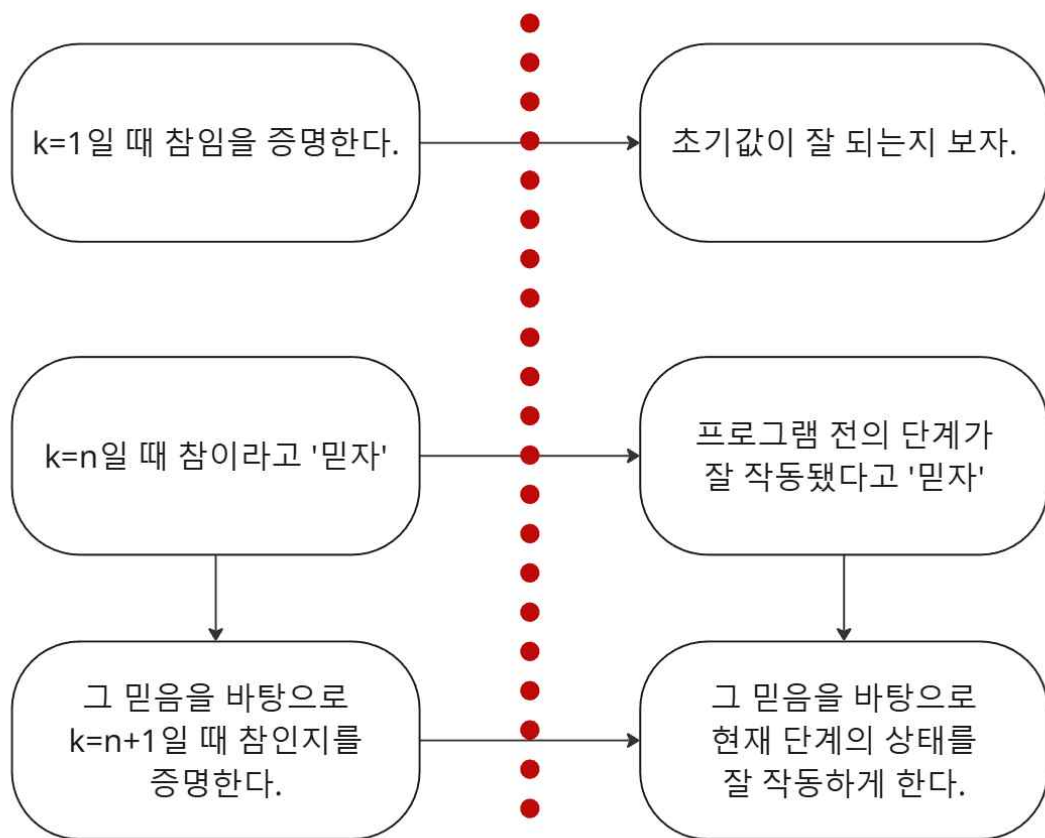 k=1일 때 참임을 증명한다.
초기값이 잘 되는지 보자.
k=n일 때 참이라고 '믿자'
프로그램 전의 단계가
잘 작동됐다고 '믿자'
그 믿음을 바탕으로
k=n+1일 때 참인지를
증명한다.
그 믿음을 바탕으로
현재 단계의 상태를
잘 작동하게 한다.